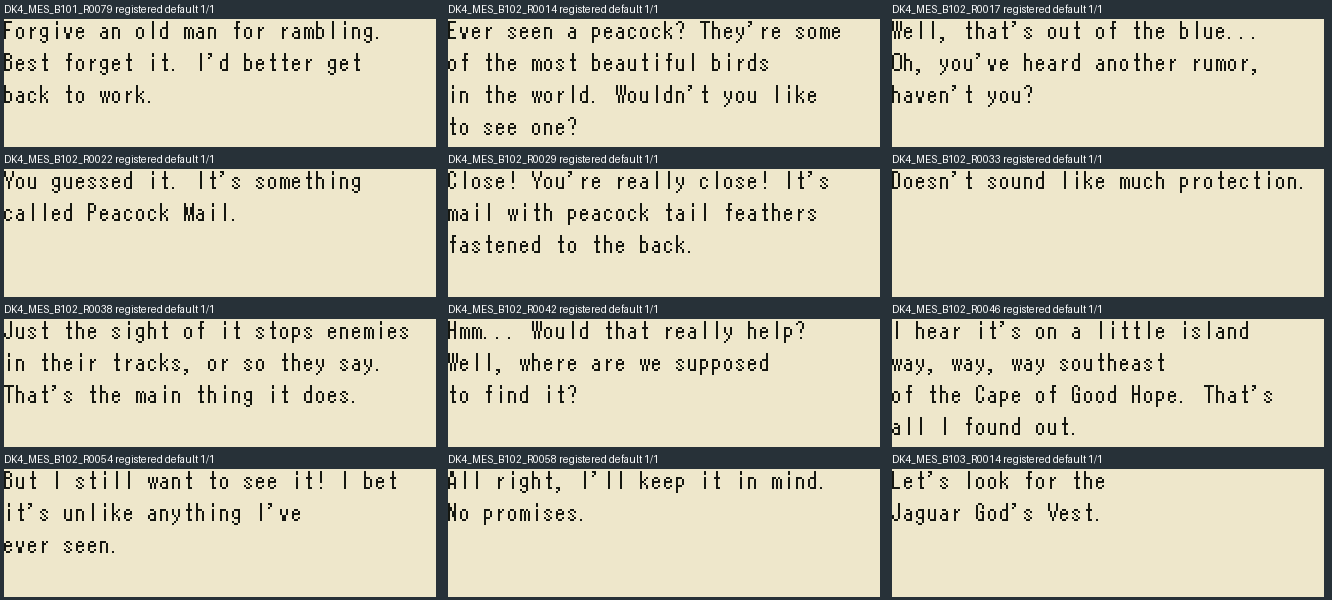 DK4_MES_B101_R0079 registered default 1/1
Forgive an old man for rambling.
Best forget it. I'd better get
back to work.
DK4_MES_B102_R0014 registered default 1/1
Ever seen a peacock? They're some
of the most beautiful birds
in the world. Wouldn't you like
to see one?
DK4_MES_B102_R0017 registered default 1/1
Well, that's out of the blue...
Oh, you've heard another rumor,
haven't you?
DK4_MES_B102_R0022 registered default 1/1
You guessed it. It's something
called Peacock Mail.
DK4_MES_B102_R0029 registered default 1/1
Close! You're really close! It's
mail with peacock tail feathers
fastened to the back.
DK4_MES_B102_R0033 registered default 1/1
Doesn't sound like much protection.
DK4_MES_B102_R0038 registered default 1/1
Just the sight of it stops enemies
in their tracks, or so they say.
That's the main thing it does.
DK4_MES_B102_R0042 registered default 1/1
Hmm... Would that really help?
Well, where are we supposed
to find it?
DK4_MES_B102_R0046 registered default 1/1
I hear it's on a little island
way, way, way southeast
of the Cape of Good Hope. That's
all I found out.
DK4_MES_B102_R0054 registered default 1/1
But I still want to see it! I bet
it's unlike anything I've
ever seen.
DK4_MES_B102_R0058 registered default 1/1
All right, I'll keep it in mind.
No promises.
DK4_MES_B103_R0014 registered default 1/1
Let's look for the
Jaguar God's Vest.